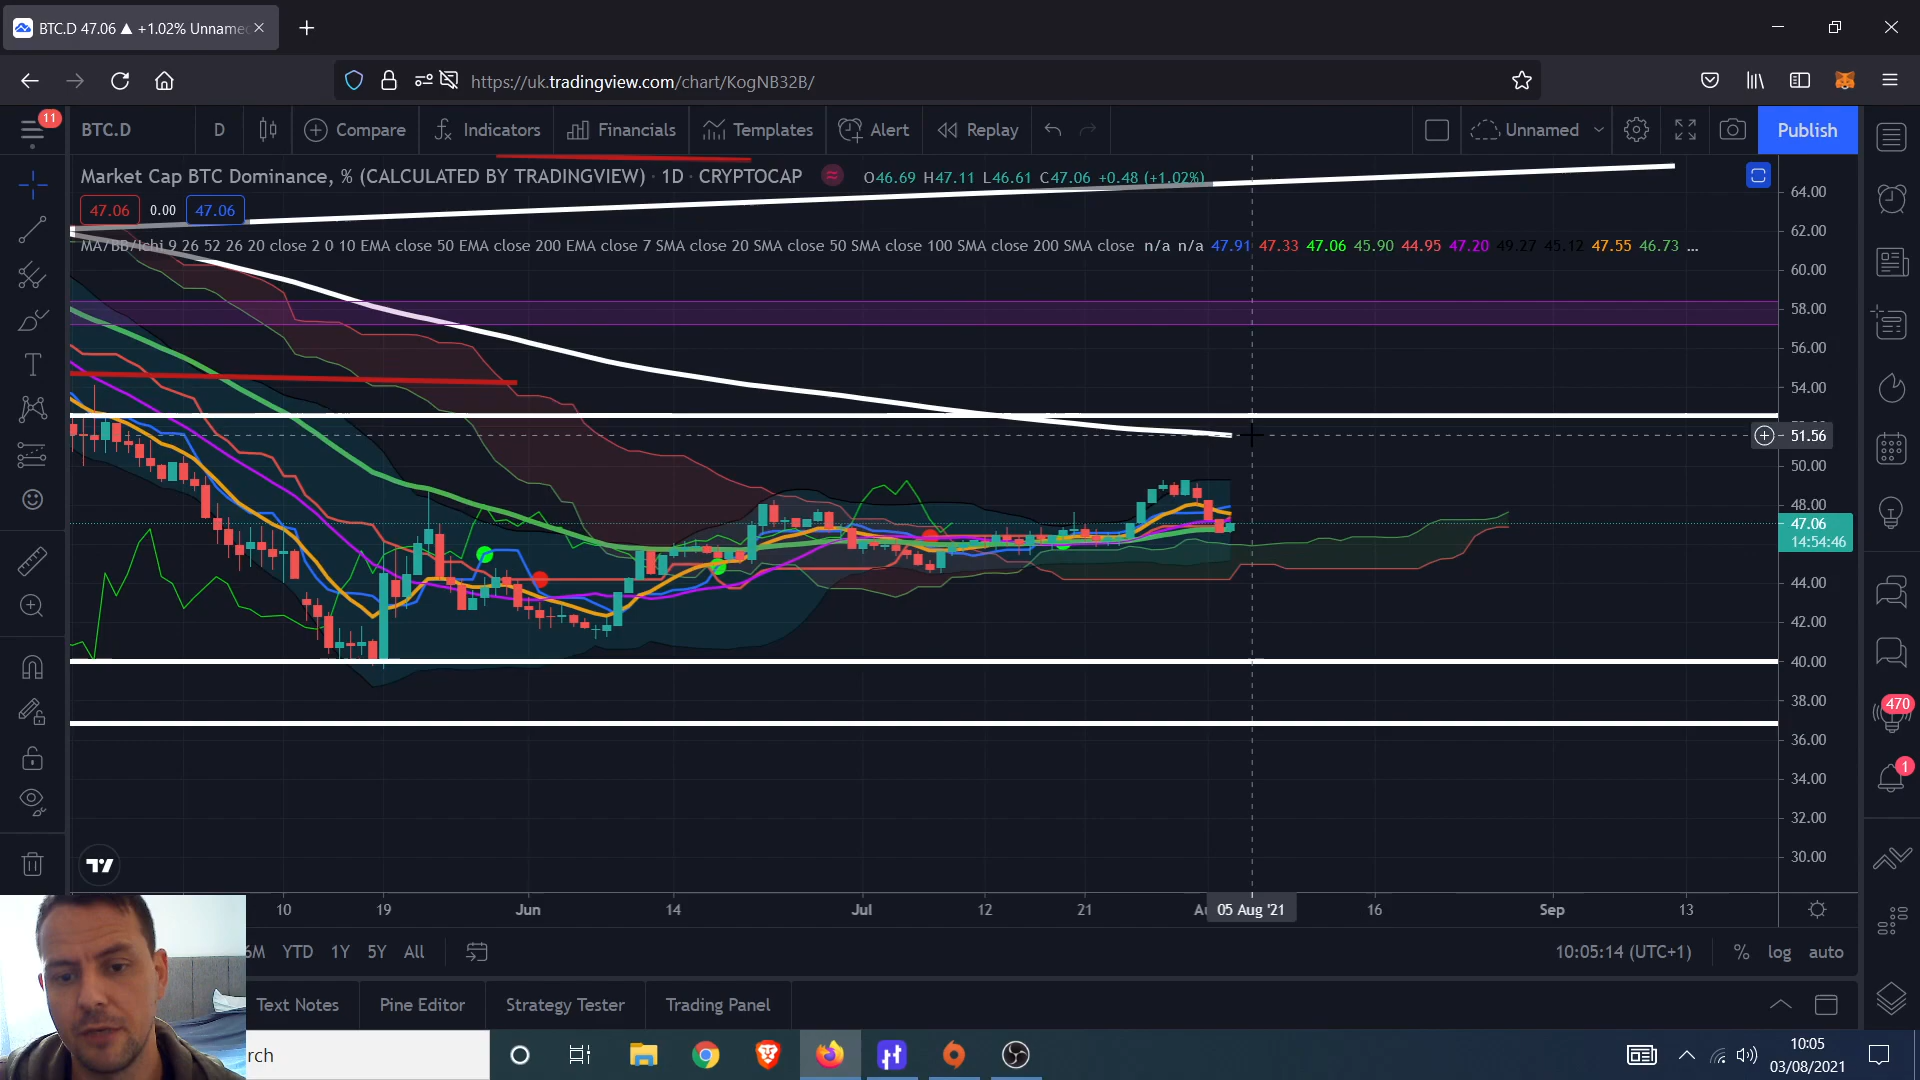 BTC.D 47.06 ▲ +1.02% Unname
https://uk.tradingview.com/chart/KogNB32B/
11
BTC.D D Compare Indicators Financials Templates Alert Replay Unnamed Publish
Market Cap BTC Dominance, % (CALCULATED BY TRADINGVIEW) · 1D · CRYPTOCAP O46.69 H47.11 L46.61 C47.06 +0.48 (+1.02%)
47.06 0.00 47.06
MA/BB/Ichi 9 26 52 26 20 close 2 0 10 EMA close 50 EMA close 200 EMA close 7 SMA close 20 SMA close 50 SMA close 100 SMA close 200 SMA close n/a n/a 47.91 47.33 47.06 45.90 44.95 47.20 49.27 45.12 47.55 46.73 ...
64.00
62.00
60.00
58.00
56.00
54.00
51.56
50.00
48.00
47.06
14:54:46
44.00
42.00
40.00
38.00
36.00
34.00
32.00
30.00
470
1
10 19 Jun 14 Jul 12 21 05 Aug '21 16 Sep 13
YTD 1Y 5Y All 10:05:14 (UTC+1) % log auto
Text Notes Pine Editor Strategy Tester Trading Panel
rch
10:05
03/08/2021